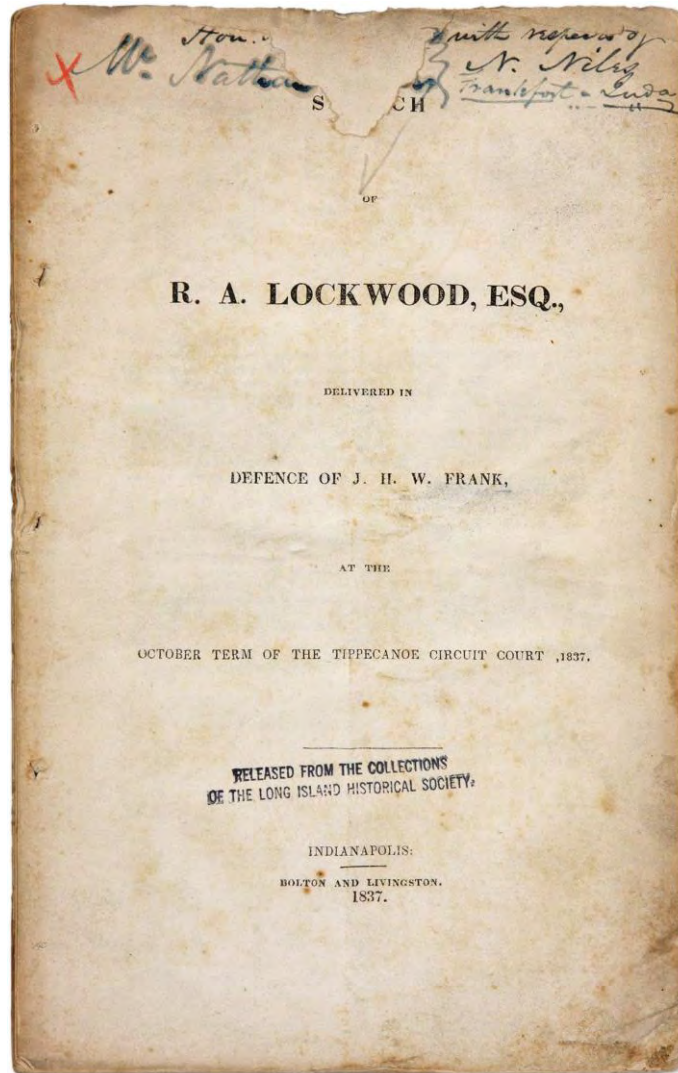 Hon.
Mr. Nathan
with respects of
N. Niles
Frankfort
S CH
OF
R. A. LOCKWOOD, ESQ.,
DELIVERED IN
DEFENCE OF J. H. W. FRANK,
AT THE
OCTOBER TERM OF THE TIPPECANOE CIRCUIT COURT ,1837.
RELEASED FROM THE COLLECTIONS
OF THE LONG ISLAND HISTORICAL SOCIETY.
INDIANAPOLIS:
BOLTON AND LIVINGSTON.
1837.